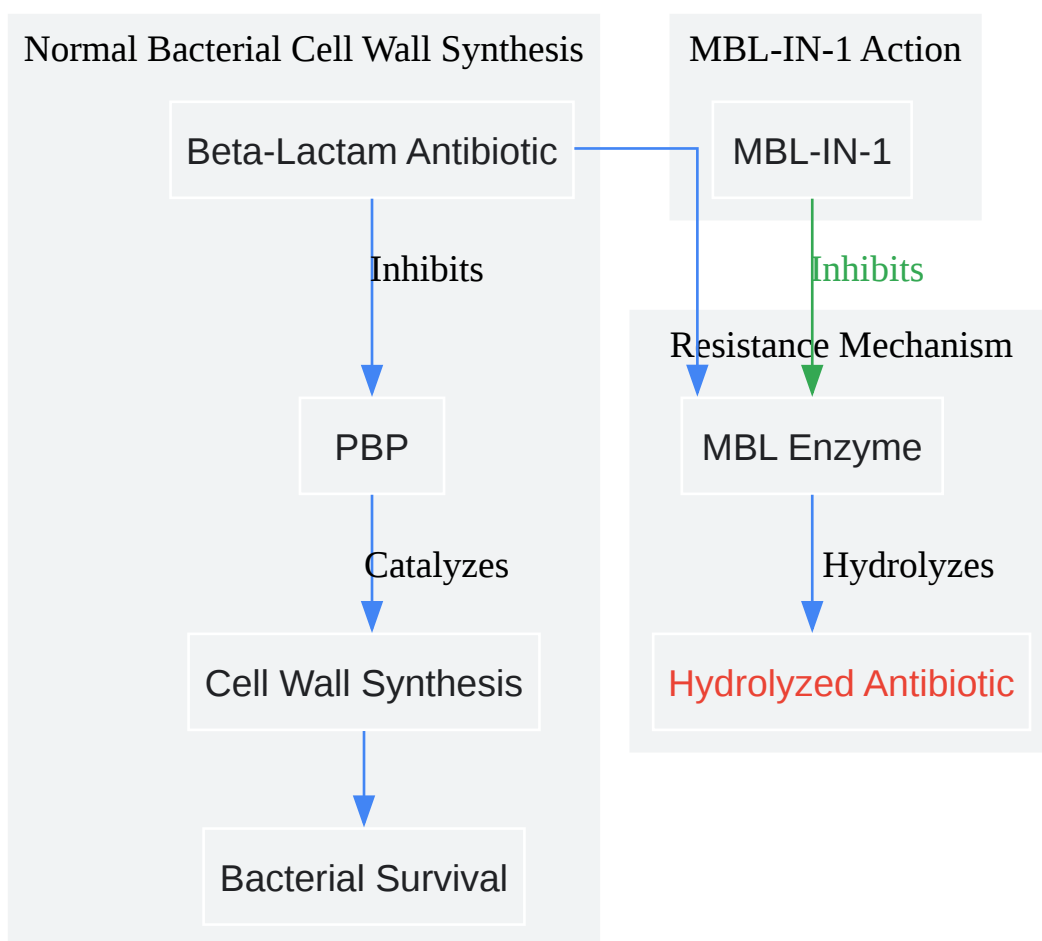 Normal Bacterial Cell Wall Synthesis
Beta-Lactam Antibiotic
Inhibits
PBP
Catalyzes
Cell Wall Synthesis
Bacterial Survival
MBL-IN-1 Action
MBL-IN-1
Inhibits
Resistance Mechanism
MBL Enzyme
Hydrolyzes
Hydrolyzed Antibiotic